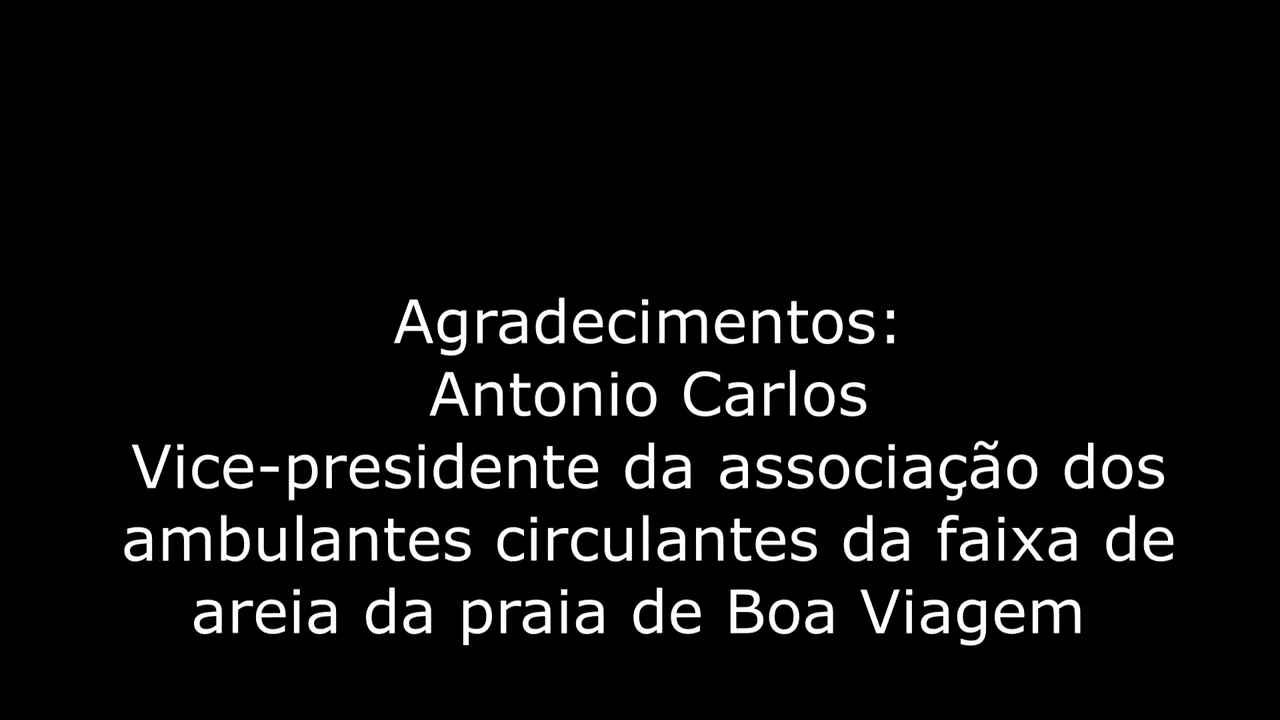 Agradecimentos:
Antonio Carlos
Vice-presidente da associação dos
ambulantes circulantes da faixa de
areia da praia de Boa Viagem